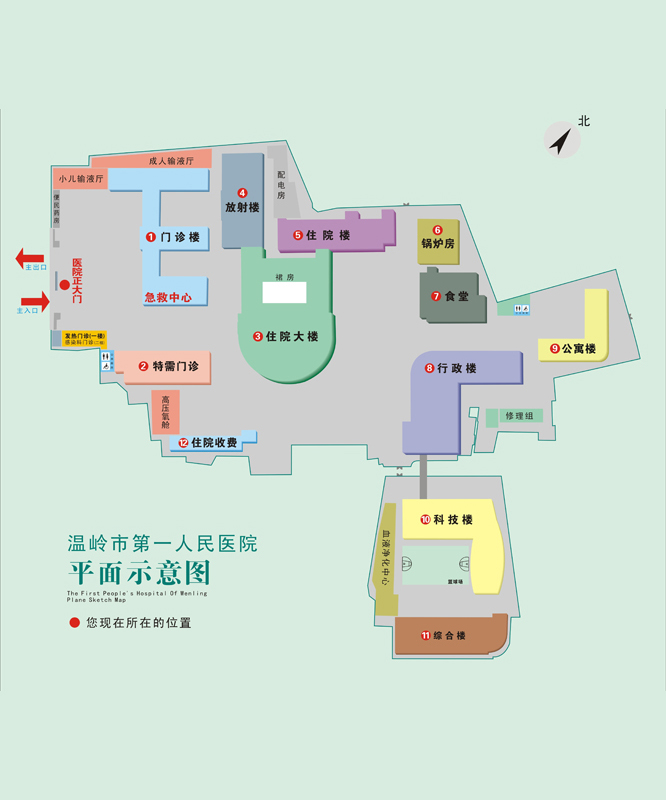 北
成人输液厅
小儿输液厅
便民药房
配电房
④
放射楼
① 门诊楼
⑤ 住院楼
⑥
锅炉房
医院正大门
主出口
主入口
急救中心
裙房
⑦ 食堂
③ 住院大楼
发热门诊(一楼)
感染科门诊(二楼)
② 特需门诊
⑨ 公寓楼
⑧ 行政楼
高压氧舱
⑫ 住院收费
修理组
⑩ 科技楼
血液净化中心
篮球场
⑪ 综合楼
温岭市第一人民医院
平面示意图
The First People's Hospital Of Wenling
Plane Sketch Map
您现在所在的位置